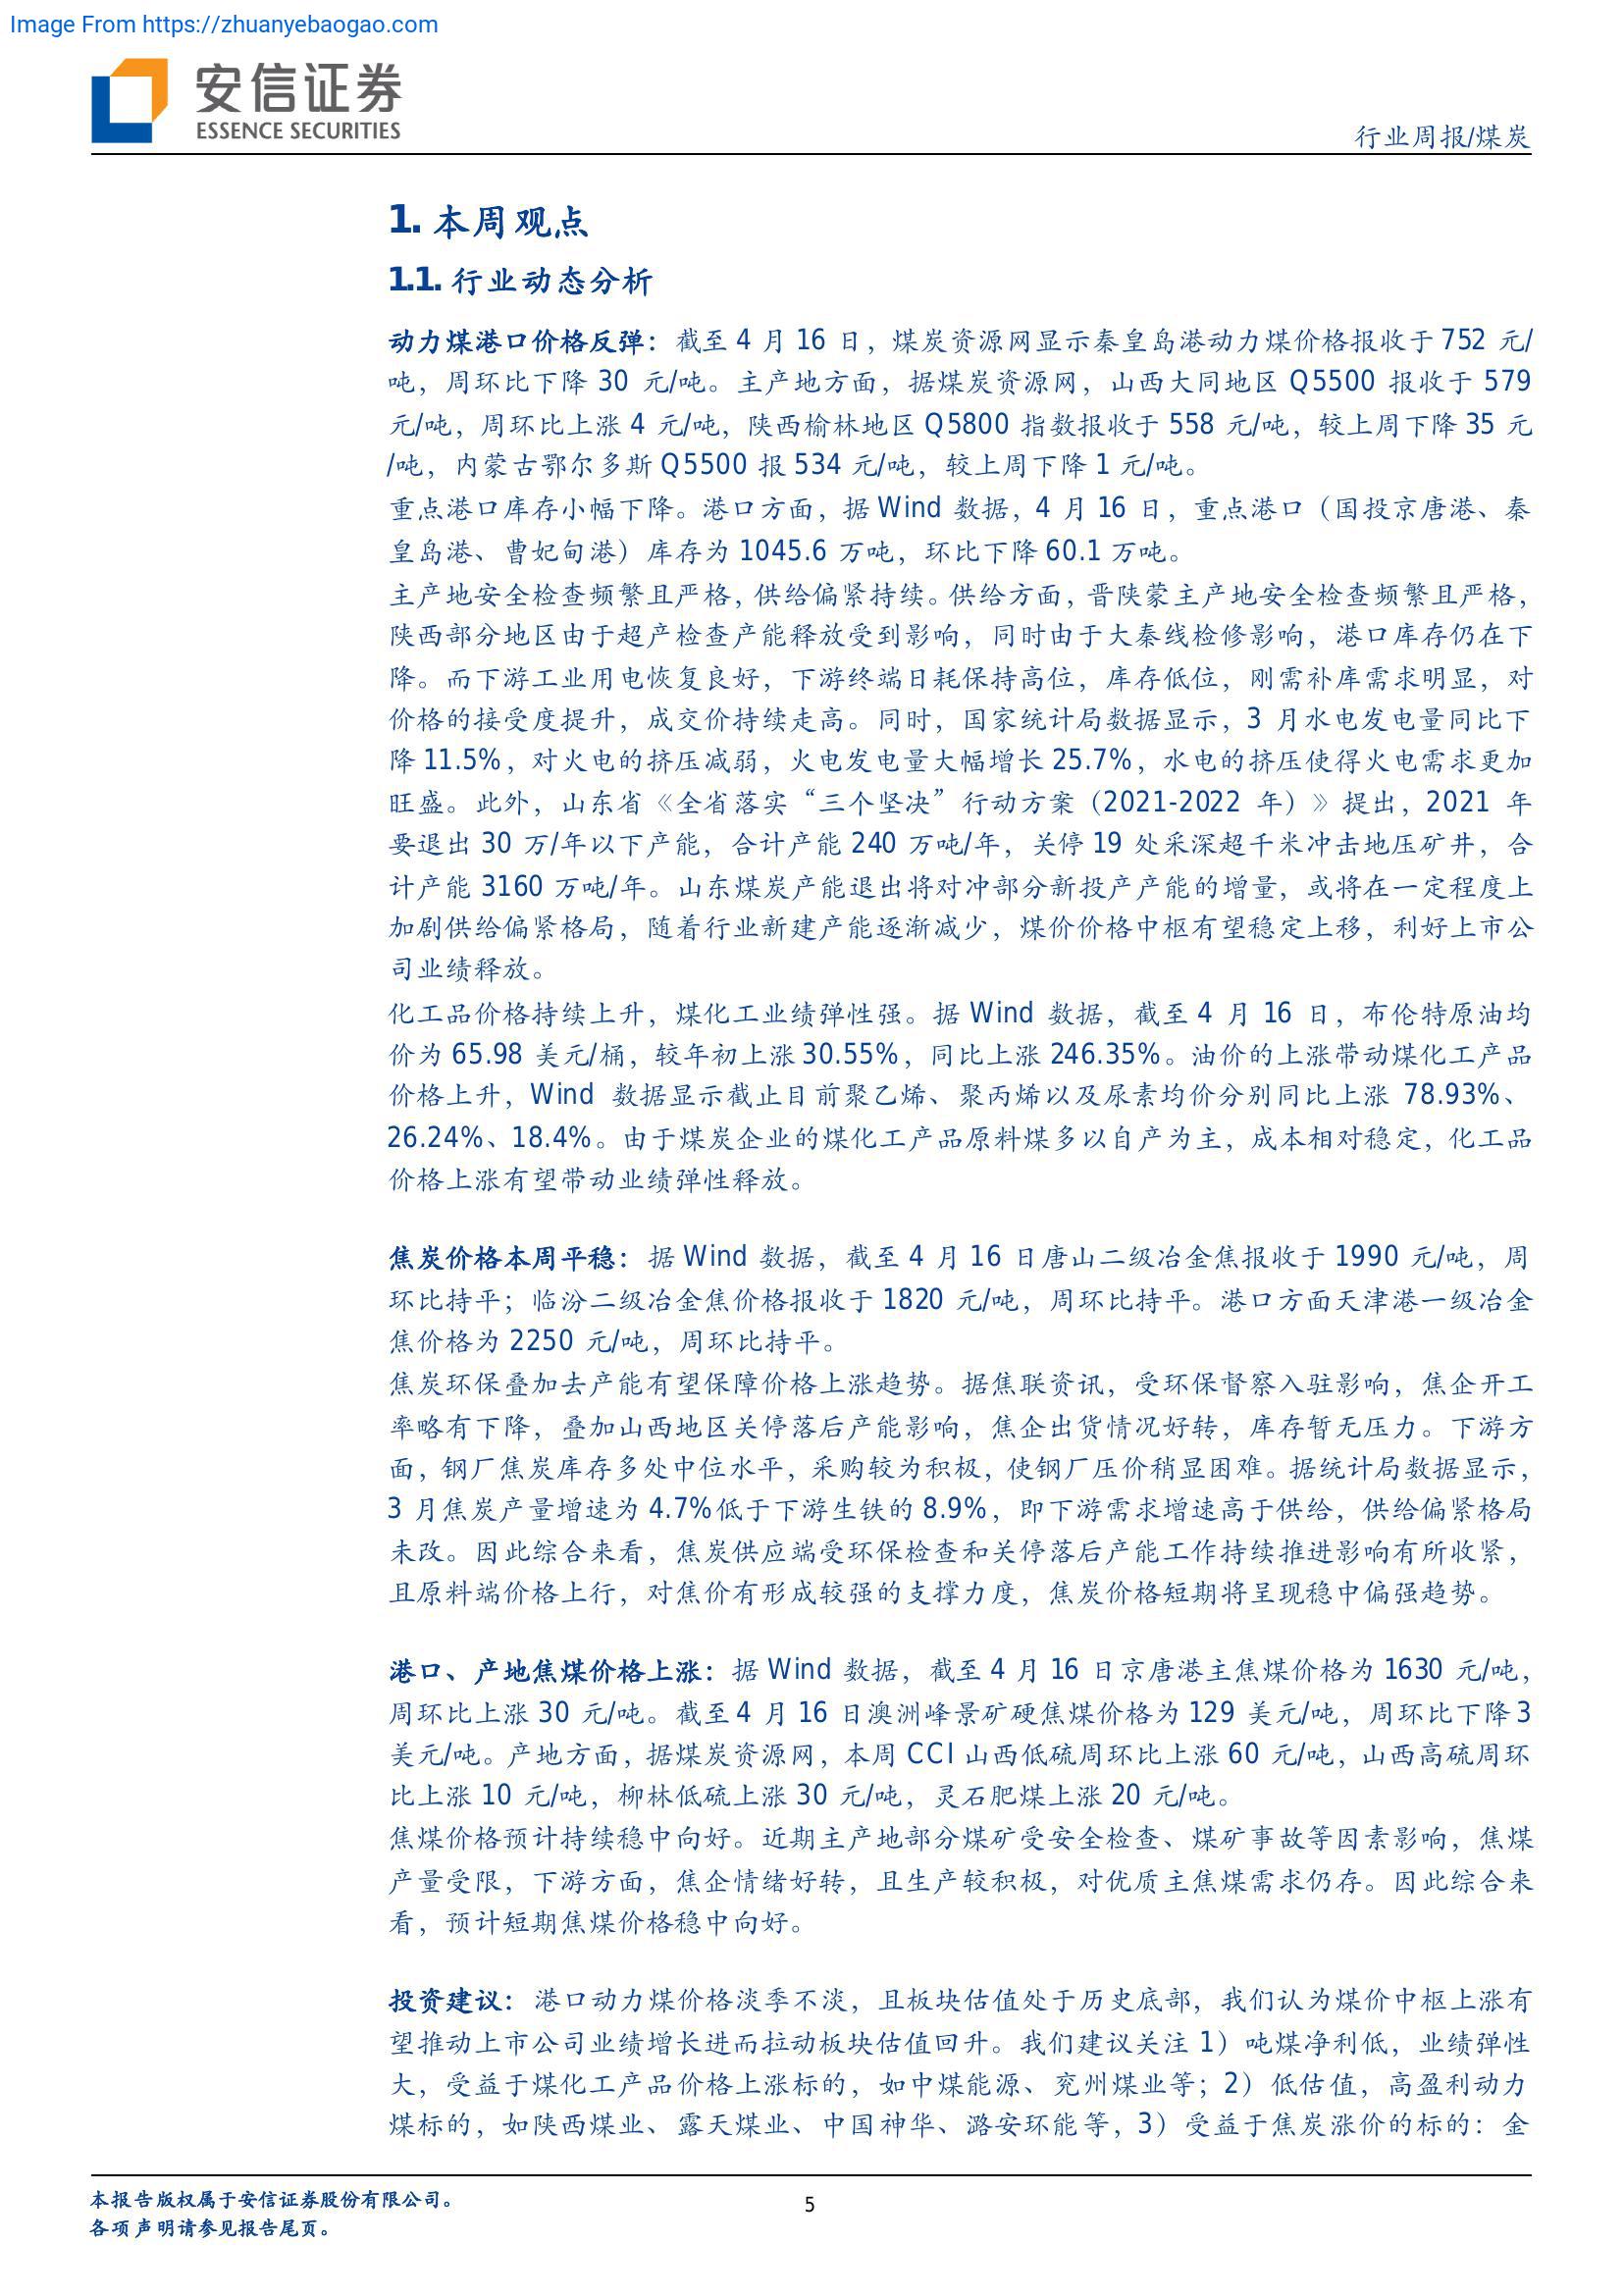 Image From https://zhuanyebaogao.com
安信证券
ESSENCE SECURITIES
行业周报/煤炭
1. 本周观点
1.1. 行业动态分析
动力煤港口价格反弹：截至 4 月 16 日，煤炭资源网显示秦皇岛港动力煤价格报收于 752 元/
吨，周环比下降 30 元/吨。主产地方面，据煤炭资源网，山西大同地区 Q5500 报收于 579
元/吨，周环比上涨 4 元/吨，陕西榆林地区 Q5800 指数报收于 558 元/吨，较上周下降 35 元
/吨，内蒙古鄂尔多斯 Q5500 报 534 元/吨，较上周下降 1 元/吨。
重点港口库存小幅下降。港口方面，据 Wind 数据，4 月 16 日，重点港口（国投京唐港、秦
皇岛港、曹妃甸港）库存为 1045.6 万吨，环比下降 60.1 万吨。
主产地安全检查频繁且严格，供给偏紧持续。供给方面，晋陕蒙主产地安全检查频繁且严格，
陕西部分地区由于超产检查产能释放受到影响，同时由于大秦线检修影响，港口库存仍在下
降。而下游工业用电恢复良好，下游终端日耗保持高位，库存低位，刚需补库需求明显，对
价格的接受度提升，成交价持续走高。同时，国家统计局数据显示，3 月水电发电量同比下
降 11.5%，对火电的挤压减弱，火电发电量大幅增长 25.7%，水电的挤压使得火电需求更加
旺盛。此外，山东省《全省落实“三个坚决”行动方案（2021-2022 年）》提出，2021 年
要退出 30 万/年以下产能，合计产能 240 万吨/年，关停 19 处采深超千米冲击地压矿井，合
计产能 3160 万吨/年。山东煤炭产能退出将对冲部分新投产产能的增量，或将在一定程度上
加剧供给偏紧格局，随着行业新建产能逐渐减少，煤价价格中枢有望稳定上移，利好上市公
司业绩释放。
化工品价格持续上升，煤化工业绩弹性强。据 Wind 数据，截至 4 月 16 日，布伦特原油均
价为 65.98 美元/桶，较年初上涨 30.55%，同比上涨 246.35%。油价的上涨带动煤化工产品
价格上升，Wind 数据显示截止目前聚乙烯、聚丙烯以及尿素均价分别同比上涨 78.93%、
26.24%、18.4%。由于煤炭企业的煤化工产品原料煤多以自产为主，成本相对稳定，化工品
价格上涨有望带动业绩弹性释放。
焦炭价格本周平稳：据 Wind 数据，截至 4 月 16 日唐山二级冶金焦报收于 1990 元/吨，周
环比持平；临汾二级冶金焦价格报收于 1820 元/吨，周环比持平。港口方面天津港一级冶金
焦价格为 2250 元/吨，周环比持平。
焦炭环保叠加去产能有望保障价格上涨趋势。据焦联资讯，受环保督察入驻影响，焦企开工
率略有下降，叠加山西地区关停落后产能影响，焦企出货情况好转，库存暂无压力。下游方
面，钢厂焦炭库存多处中位水平，采购较为积极，使钢厂压价稍显困难。据统计局数据显示，
3 月焦炭产量增速为 4.7%低于下游生铁的 8.9%，即下游需求增速高于供给，供给偏紧格局
未改。因此综合来看，焦炭供应端受环保检查和关停落后产能工作持续推进影响有所收紧，
且原料端价格上行，对焦价有形成较强的支撑力度，焦炭价格短期将呈现稳中偏强趋势。
港口、产地焦煤价格上涨：据 Wind 数据，截至 4 月 16 日京唐港主焦煤价格为 1630 元/吨，
周环比上涨 30 元/吨。截至 4 月 16 日澳洲峰景矿硬焦煤价格为 129 美元/吨，周环比下降 3
美元/吨。产地方面，据煤炭资源网，本周 CCI 山西低硫周环比上涨 60 元/吨，山西高硫周环
比上涨 10 元/吨，柳林低硫上涨 30 元/吨，灵石肥煤上涨 20 元/吨。
焦煤价格预计持续稳中向好。近期主产地部分煤矿受安全检查、煤矿事故等因素影响，焦煤
产量受限，下游方面，焦企情绪好转，且生产较积极，对优质主焦煤需求仍存。因此综合来
看，预计短期焦煤价格稳中向好。
投资建议：港口动力煤价格淡季不淡，且板块估值处于历史底部，我们认为煤价中枢上涨有
望推动上市公司业绩增长进而拉动板块估值回升。我们建议关注 1）吨煤净利低，业绩弹性
大，受益于煤化工产品价格上涨标的，如中煤能源、兖州煤业等；2）低估值，高盈利动力
煤标的，如陕西煤业、露天煤业、中国神华、潞安环能等，3）受益于焦炭涨价的标的：金
本报告版权属于安信证券股份有限公司。
各项声明请参见报告尾页。
5